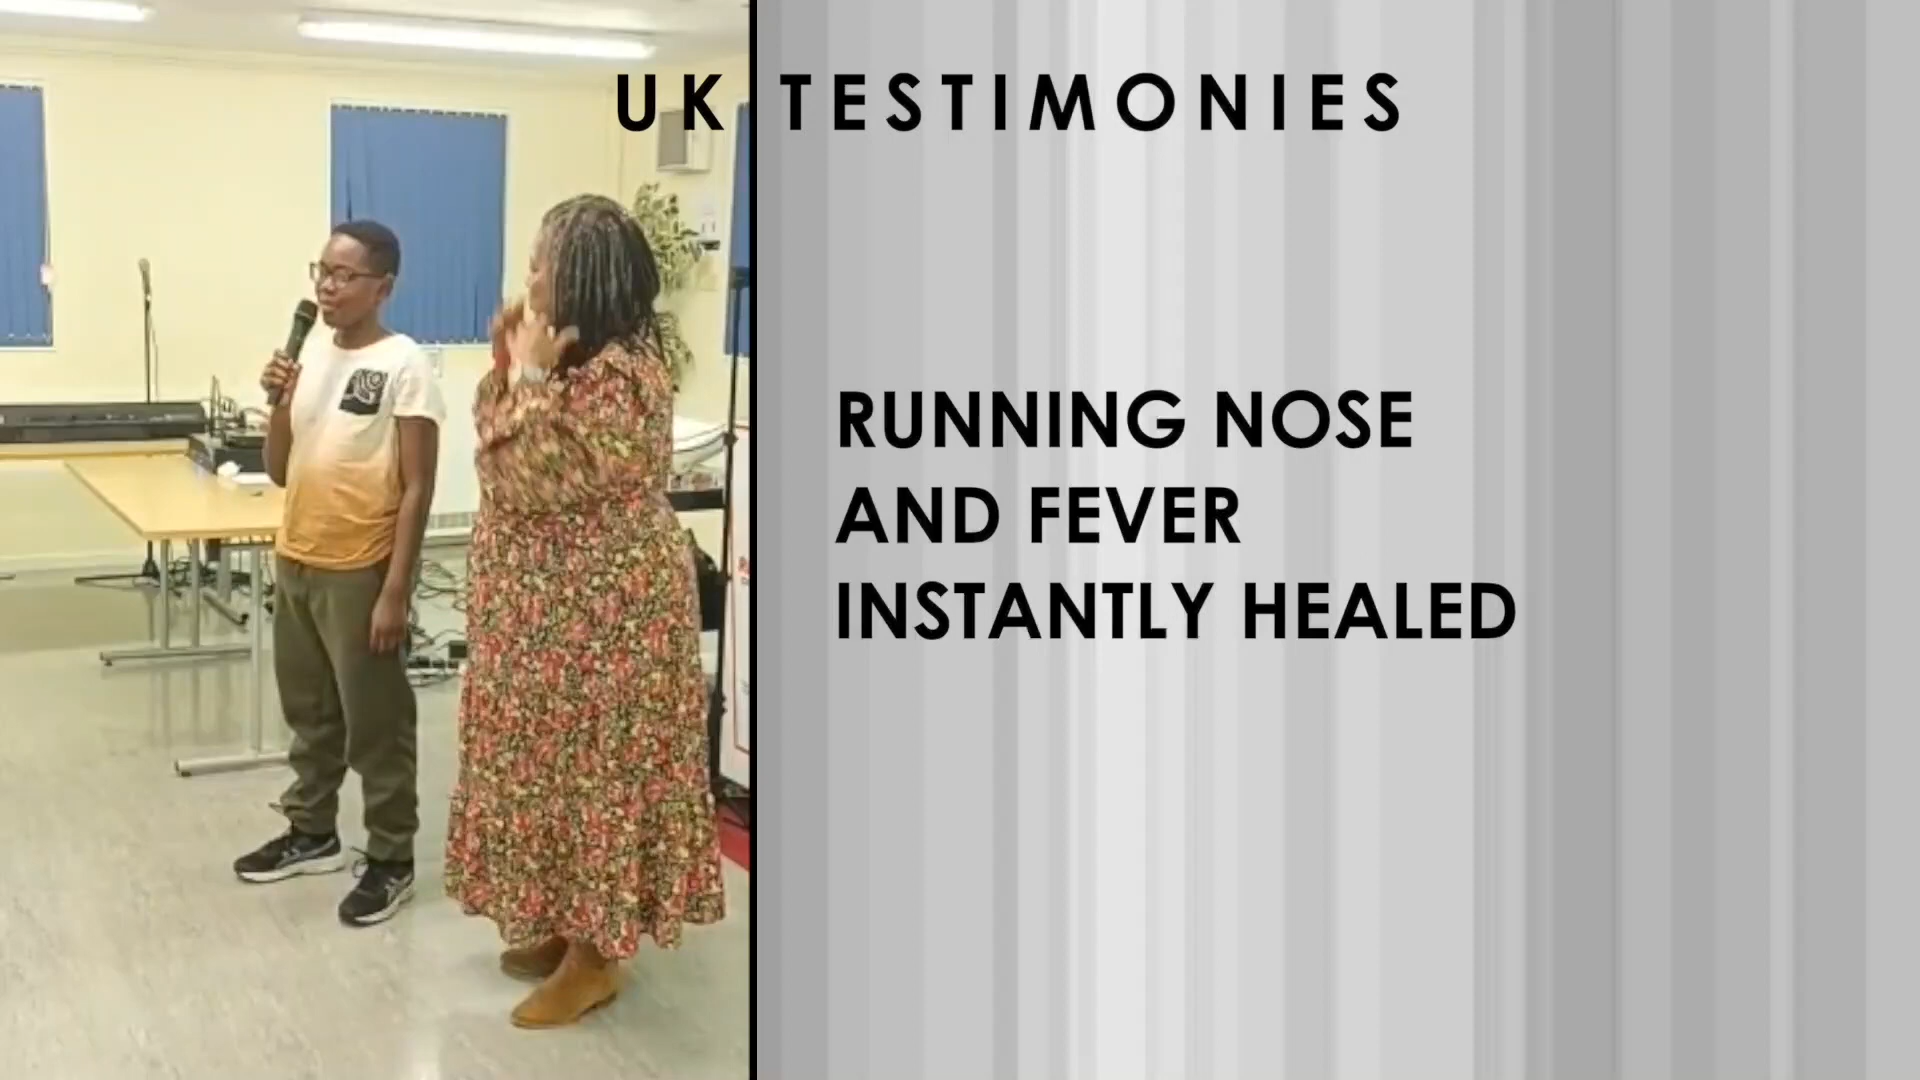 UK TESTIMONIES
RUNNING NOSE
AND FEVER
INSTANTLY HEALED